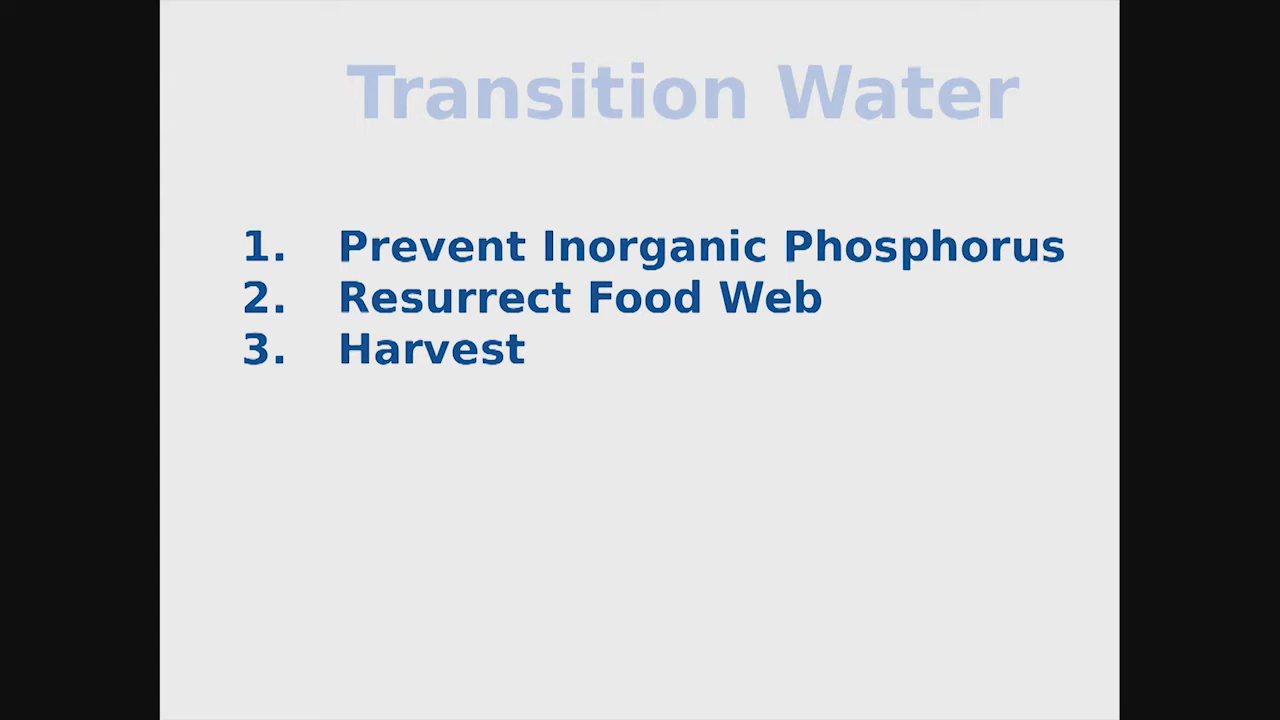 Transition Water
1. Prevent Inorganic Phosphorus
2. Resurrect Food Web
3. Harvest